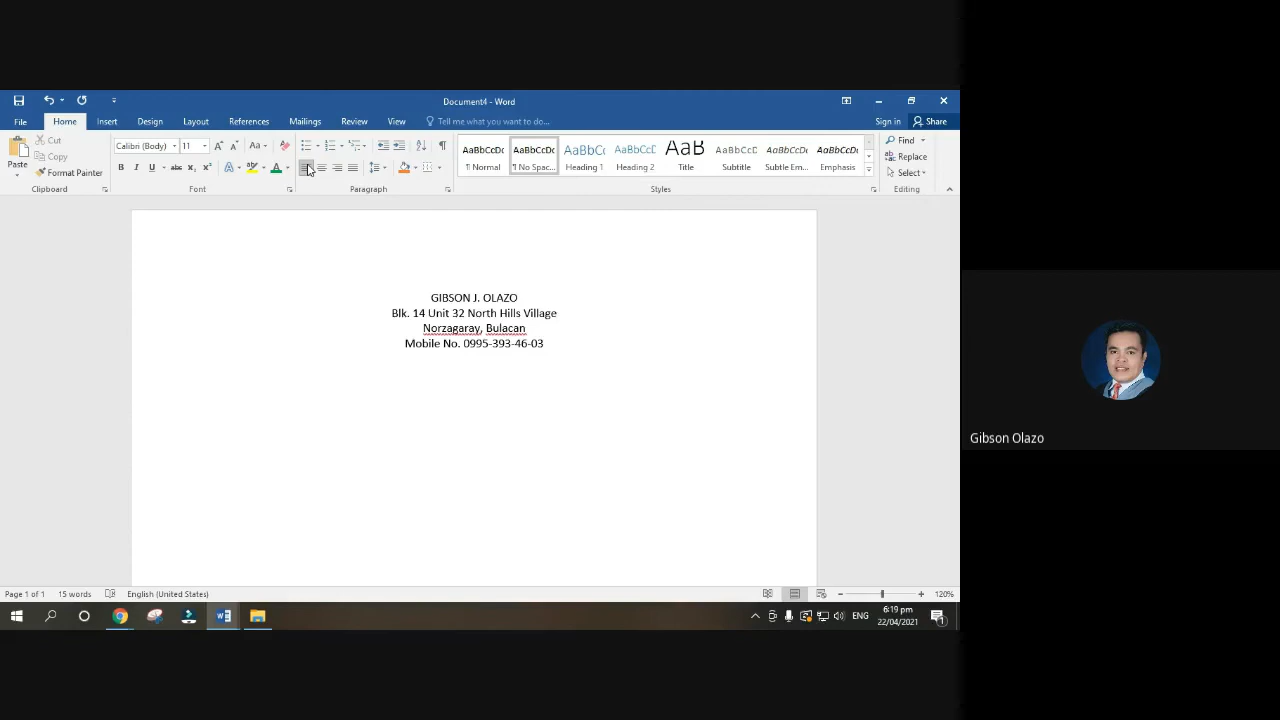 Document4 - Word
File Home Insert Design Layout References Mailings Review View Tell me what you want to do... Sign in Share
Paste
Cut
Copy
Format Painter
Clipboard
Calibri (Body) 11
Font
Paragraph
AaBbCcDc AaBbCcDc AaBbCc AaBbCcD AaB AaBbCcD AaBbCcDc AaBbCcDc
¶ Normal ¶ No Spac... Heading 1 Heading 2 Title Subtitle Subtle Em... Emphasis
Styles
Find
Replace
Select
Editing
GIBSON J. OLAZO
Blk. 14 Unit 32 North Hills Village
Norzagaray, Bulacan
Mobile No. 0995-393-46-03
Gibson Olazo
Page 1 of 1 15 words English (United States) 120%
ENG 6:19 pm
22/04/2021